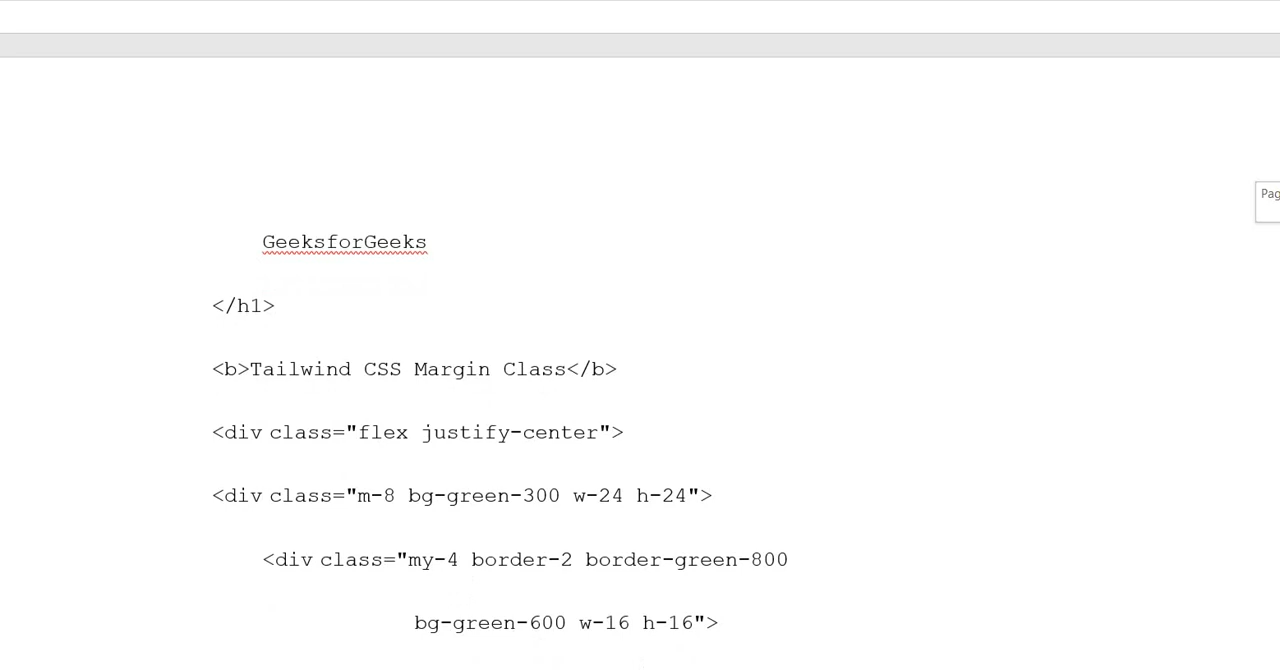 Pag
GeeksforGeeks
</h1>
<b>Tailwind CSS Margin Class</b>
<div class="flex justify-center">
<div class="m-8 bg-green-300 w-24 h-24">
<div class="my-4 border-2 border-green-800
bg-green-600 w-16 h-16">